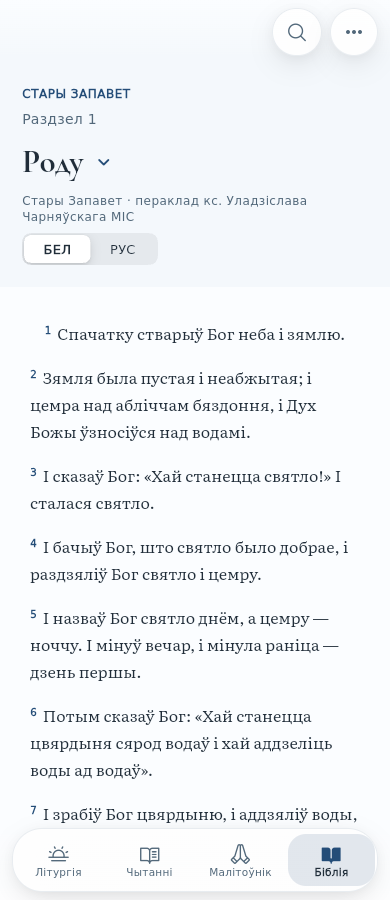 СТАРЫ ЗАПАВЕТ
Раздзел 1
Роду
Стары Запавет · пераклад кс. Уладзіслава
Чарняўскага МІС
БЕЛ РУС
1 Спачатку стварыў Бог неба і зямлю.
2 Зямля была пустая і неабжытая; і
цемра над абліччам бяздоння, і Дух
Божы ўзносіўся над водамі.
3 І сказаў Бог: «Хай станецца святло!» І
сталася святло.
4 І бачыў Бог, што святло было добрае, і
раздзяліў Бог святло і цемру.
5 І назваў Бог святло днём, а цемру —
ноччу. І мінуў вечар, і мінула раніца —
дзень першы.
6 Потым сказаў Бог: «Хай станецца
цвярдыня сярод водаў і хай аддзеліць
воды ад водаў».
7 І зрабіў Бог цвярдыню, і аддзяліў воды,
Літургія Чытанні Малітоўнік Біблія